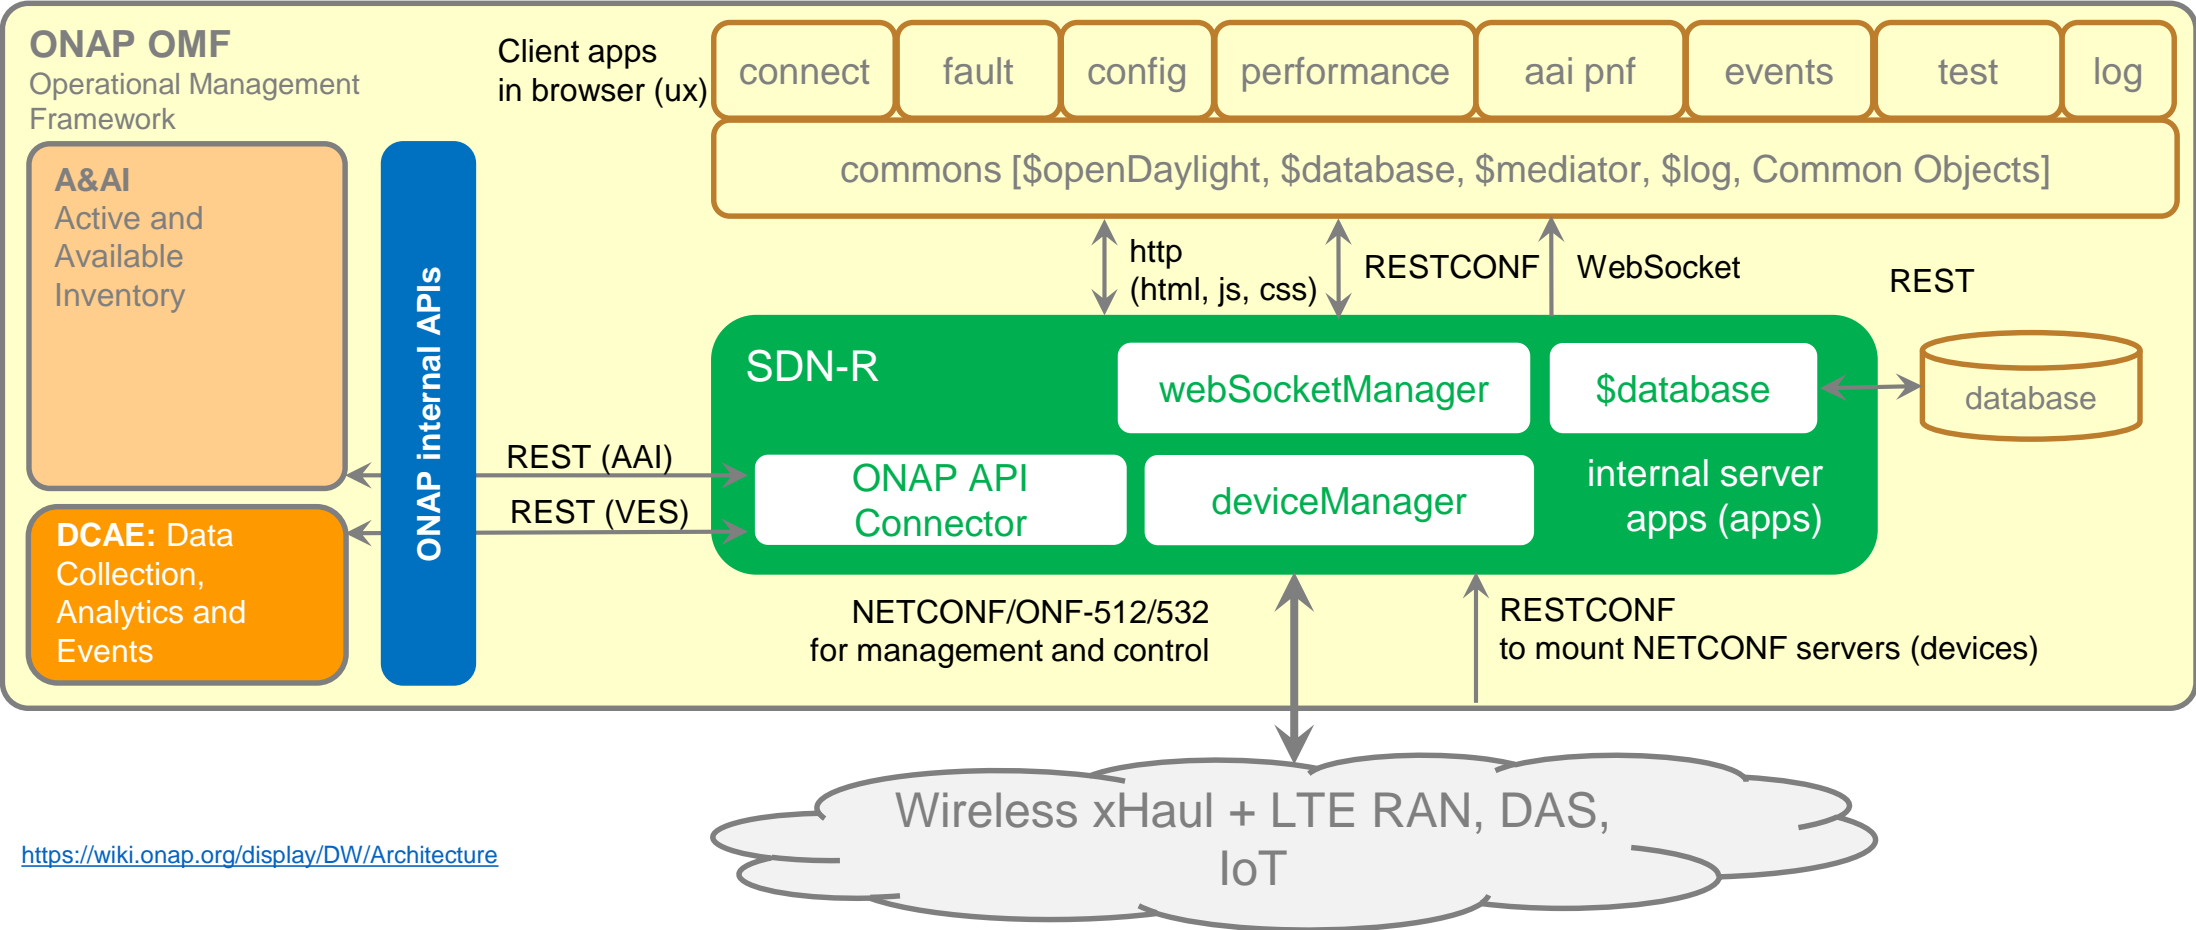 ONAP OMF
Operational Management
Framework
Client apps
in browser (ux)
connect
fault
config
performance
aai pnf
events
test
log
commons [$openDaylight, $database, $mediator, $log, Common Objects]
A&AI
Active and
Available
Inventory
ONAP internal APIs
http
(html, js, css)
RESTCONF
WebSocket
REST
SDN-R
webSocketManager
$database
database
REST (AAI)
REST (VES)
ONAP API
Connector
deviceManager
internal server
apps (apps)
DCAE: Data
Collection,
Analytics and
Events
NETCONF/ONF-512/532
for management and control
RESTCONF
to mount NETCONF servers (devices)
Wireless xHaul + LTE RAN, DAS,
IoT
https://wiki.onap.org/display/DW/Architecture